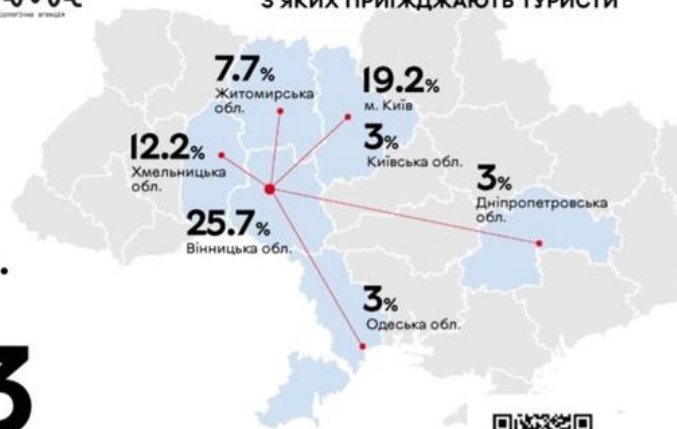 З ЯКИХ ПРИЇЖДЖАЮТЬ ТУРИСТИ
7.7%
Житомирська
обл.
19.2%
м. Київ
3%
Київська обл.
12.2%
Хмельницька
обл.
3%
Дніпропетровська
обл.
25.7%
Вінницька обл.
3%
Одеська обл.
3